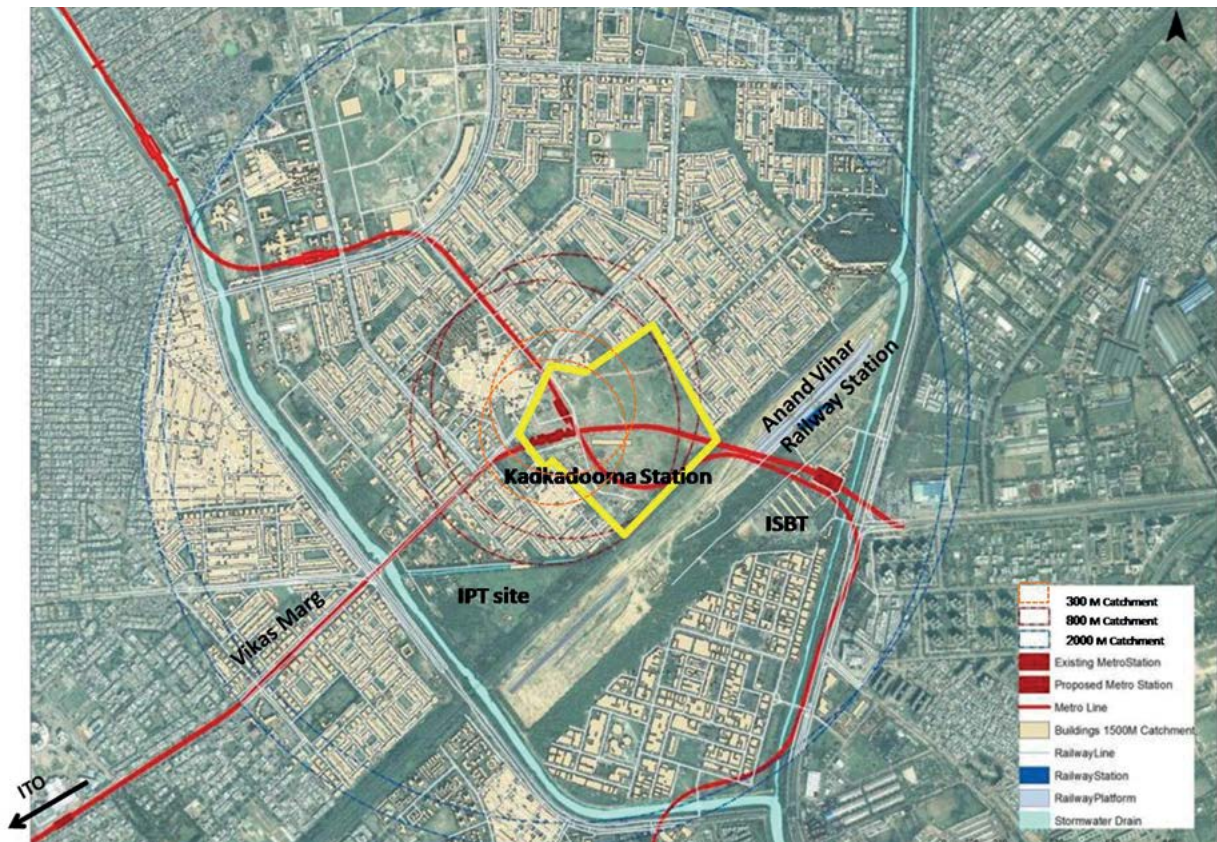 Anand Vihar
Railway Station
Kadkadooma Station
ISBT
IPT site
Vikas Marg
ITO
300 M Catchment
800 M Catchment
2000 M Catchment
Existing MetroStation
Proposed Metro Station
Metro Line
Buildings 1500M Catchment
RailwayLine
RailwayStation
RailwayPlatform
Stormwater Drain